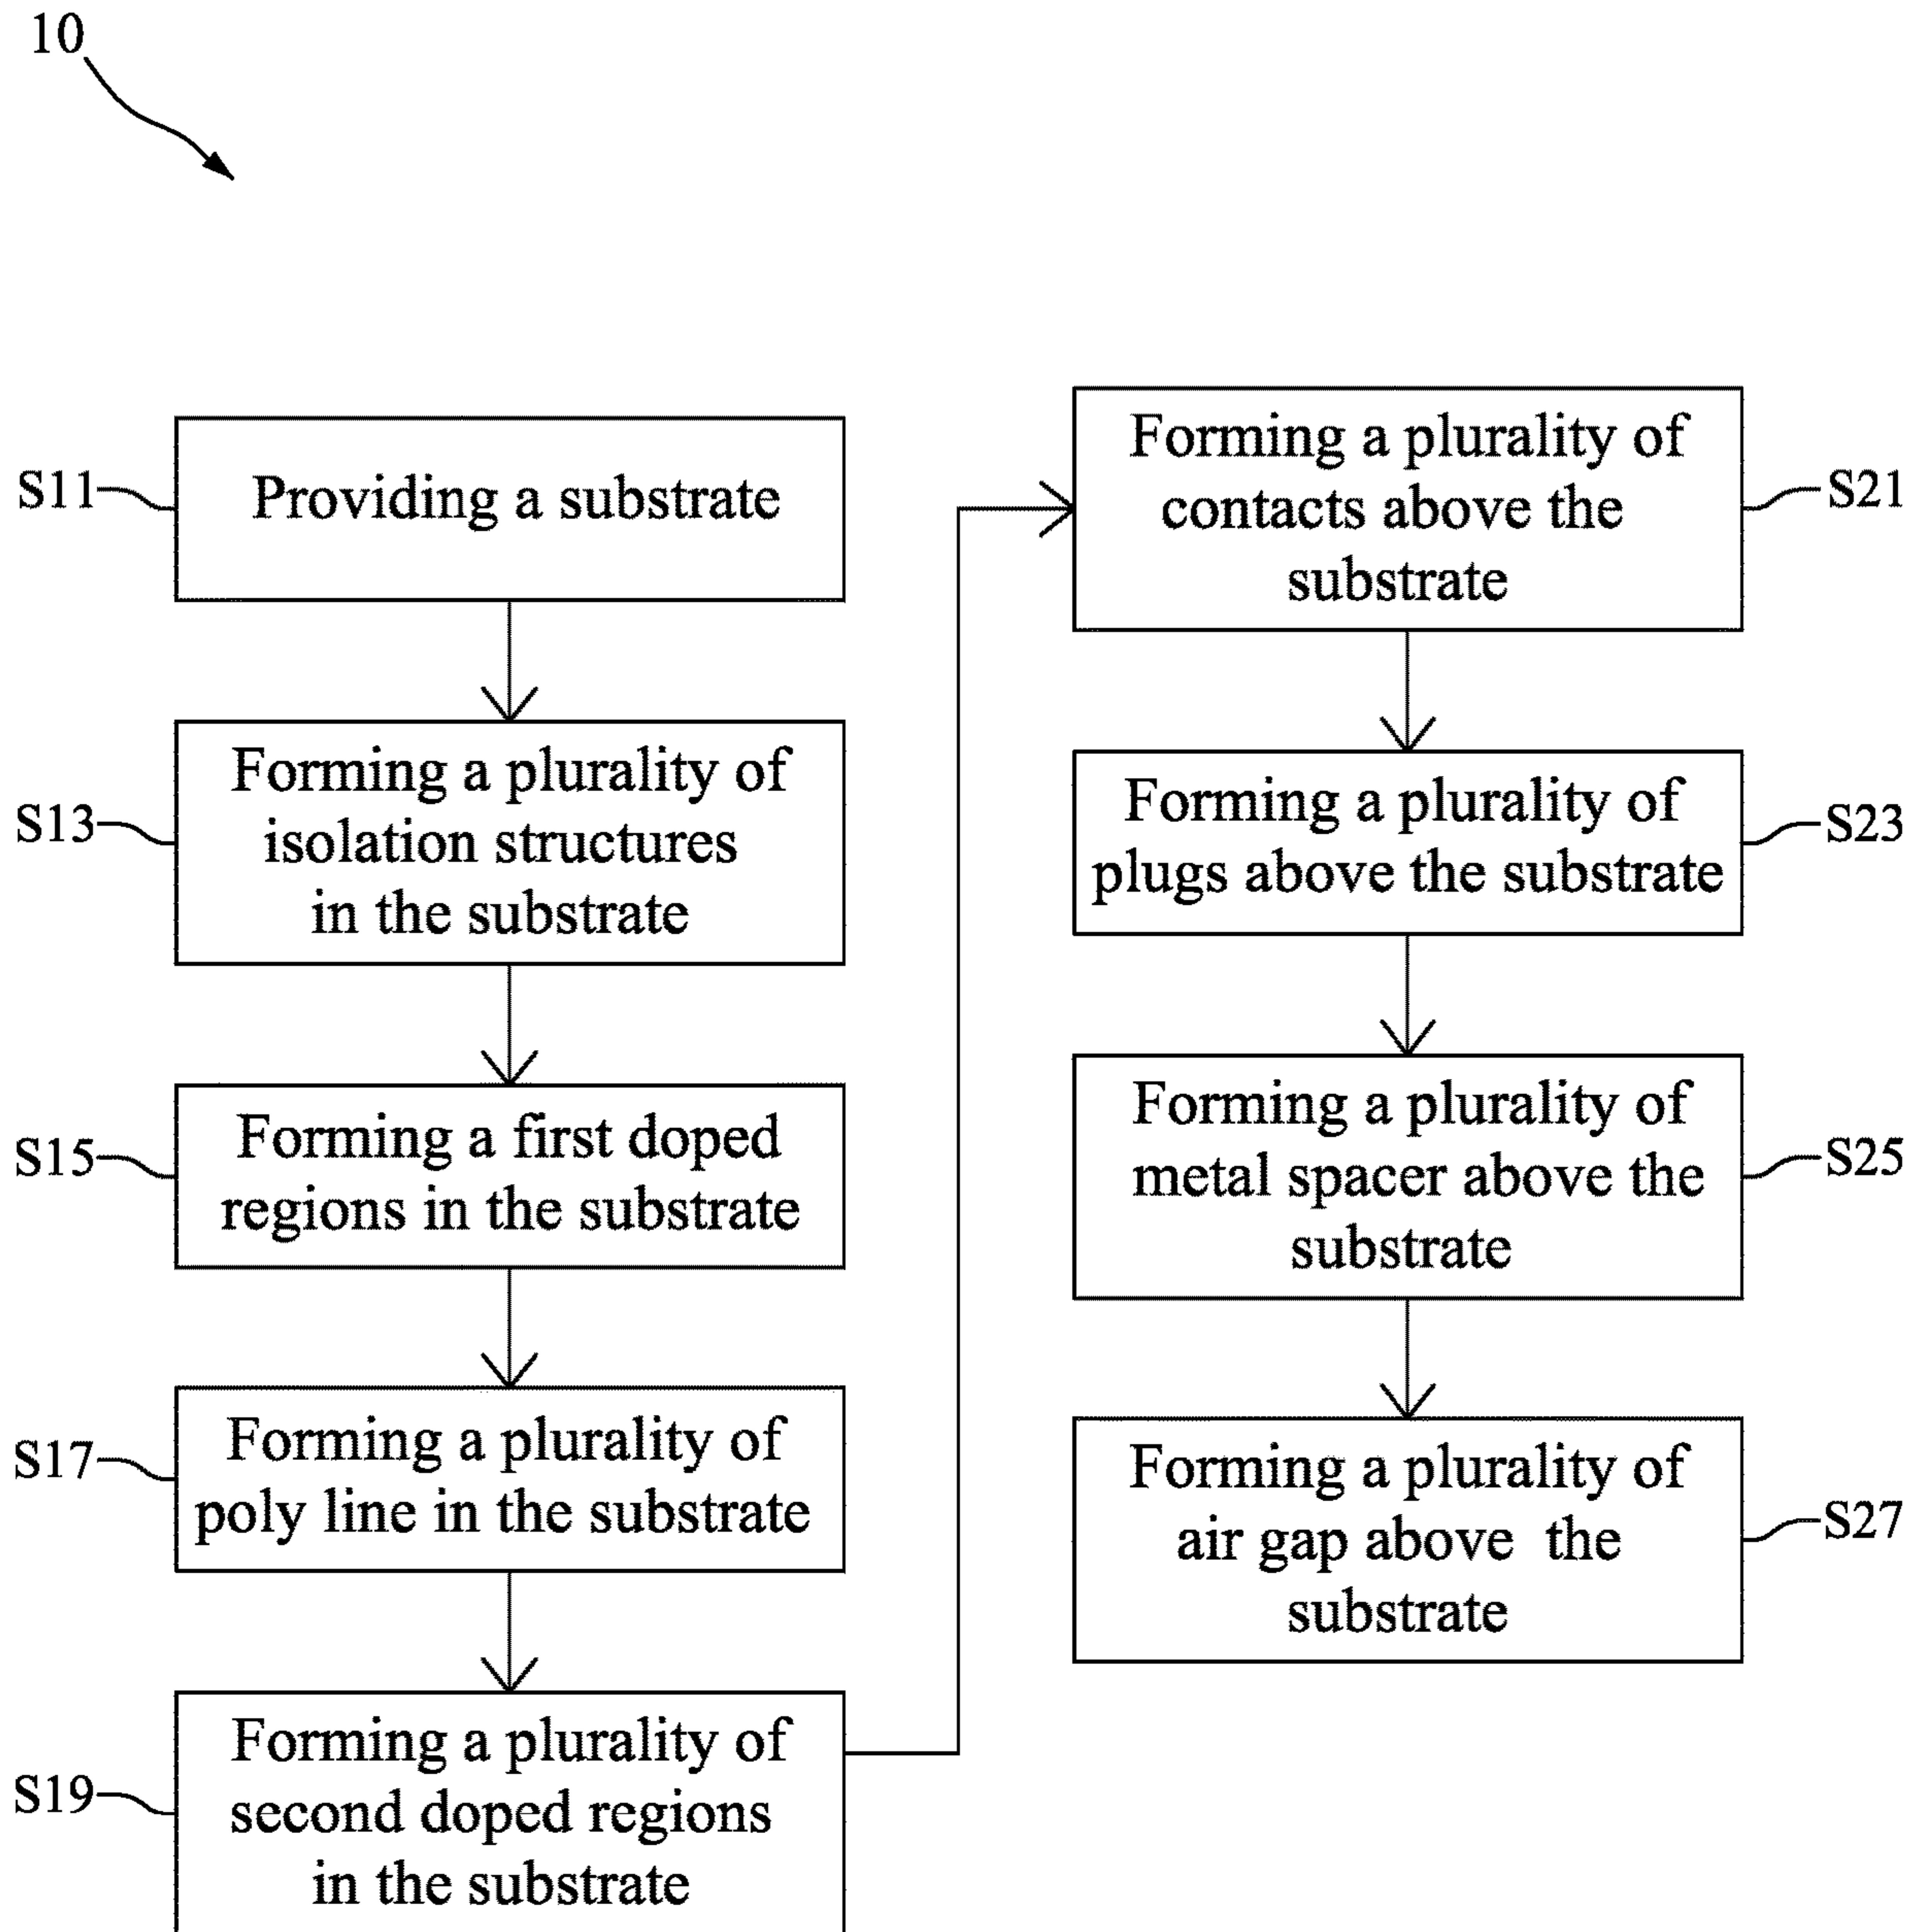 10
S11
Providing a substrate
S13
Forming a plurality of
isolation structures
in the substrate
S15
Forming a first doped
regions in the substrate
S17
Forming a plurality of
poly line in the substrate
S19
Forming a plurality of
second doped regions
in the substrate
Forming a plurality of
contacts above the
substrate
S21
Forming a plurality of
plugs above the substrate
S23
Forming a plurality of
metal spacer above the
substrate
S25
Forming a plurality of
air gap above the
substrate
S27